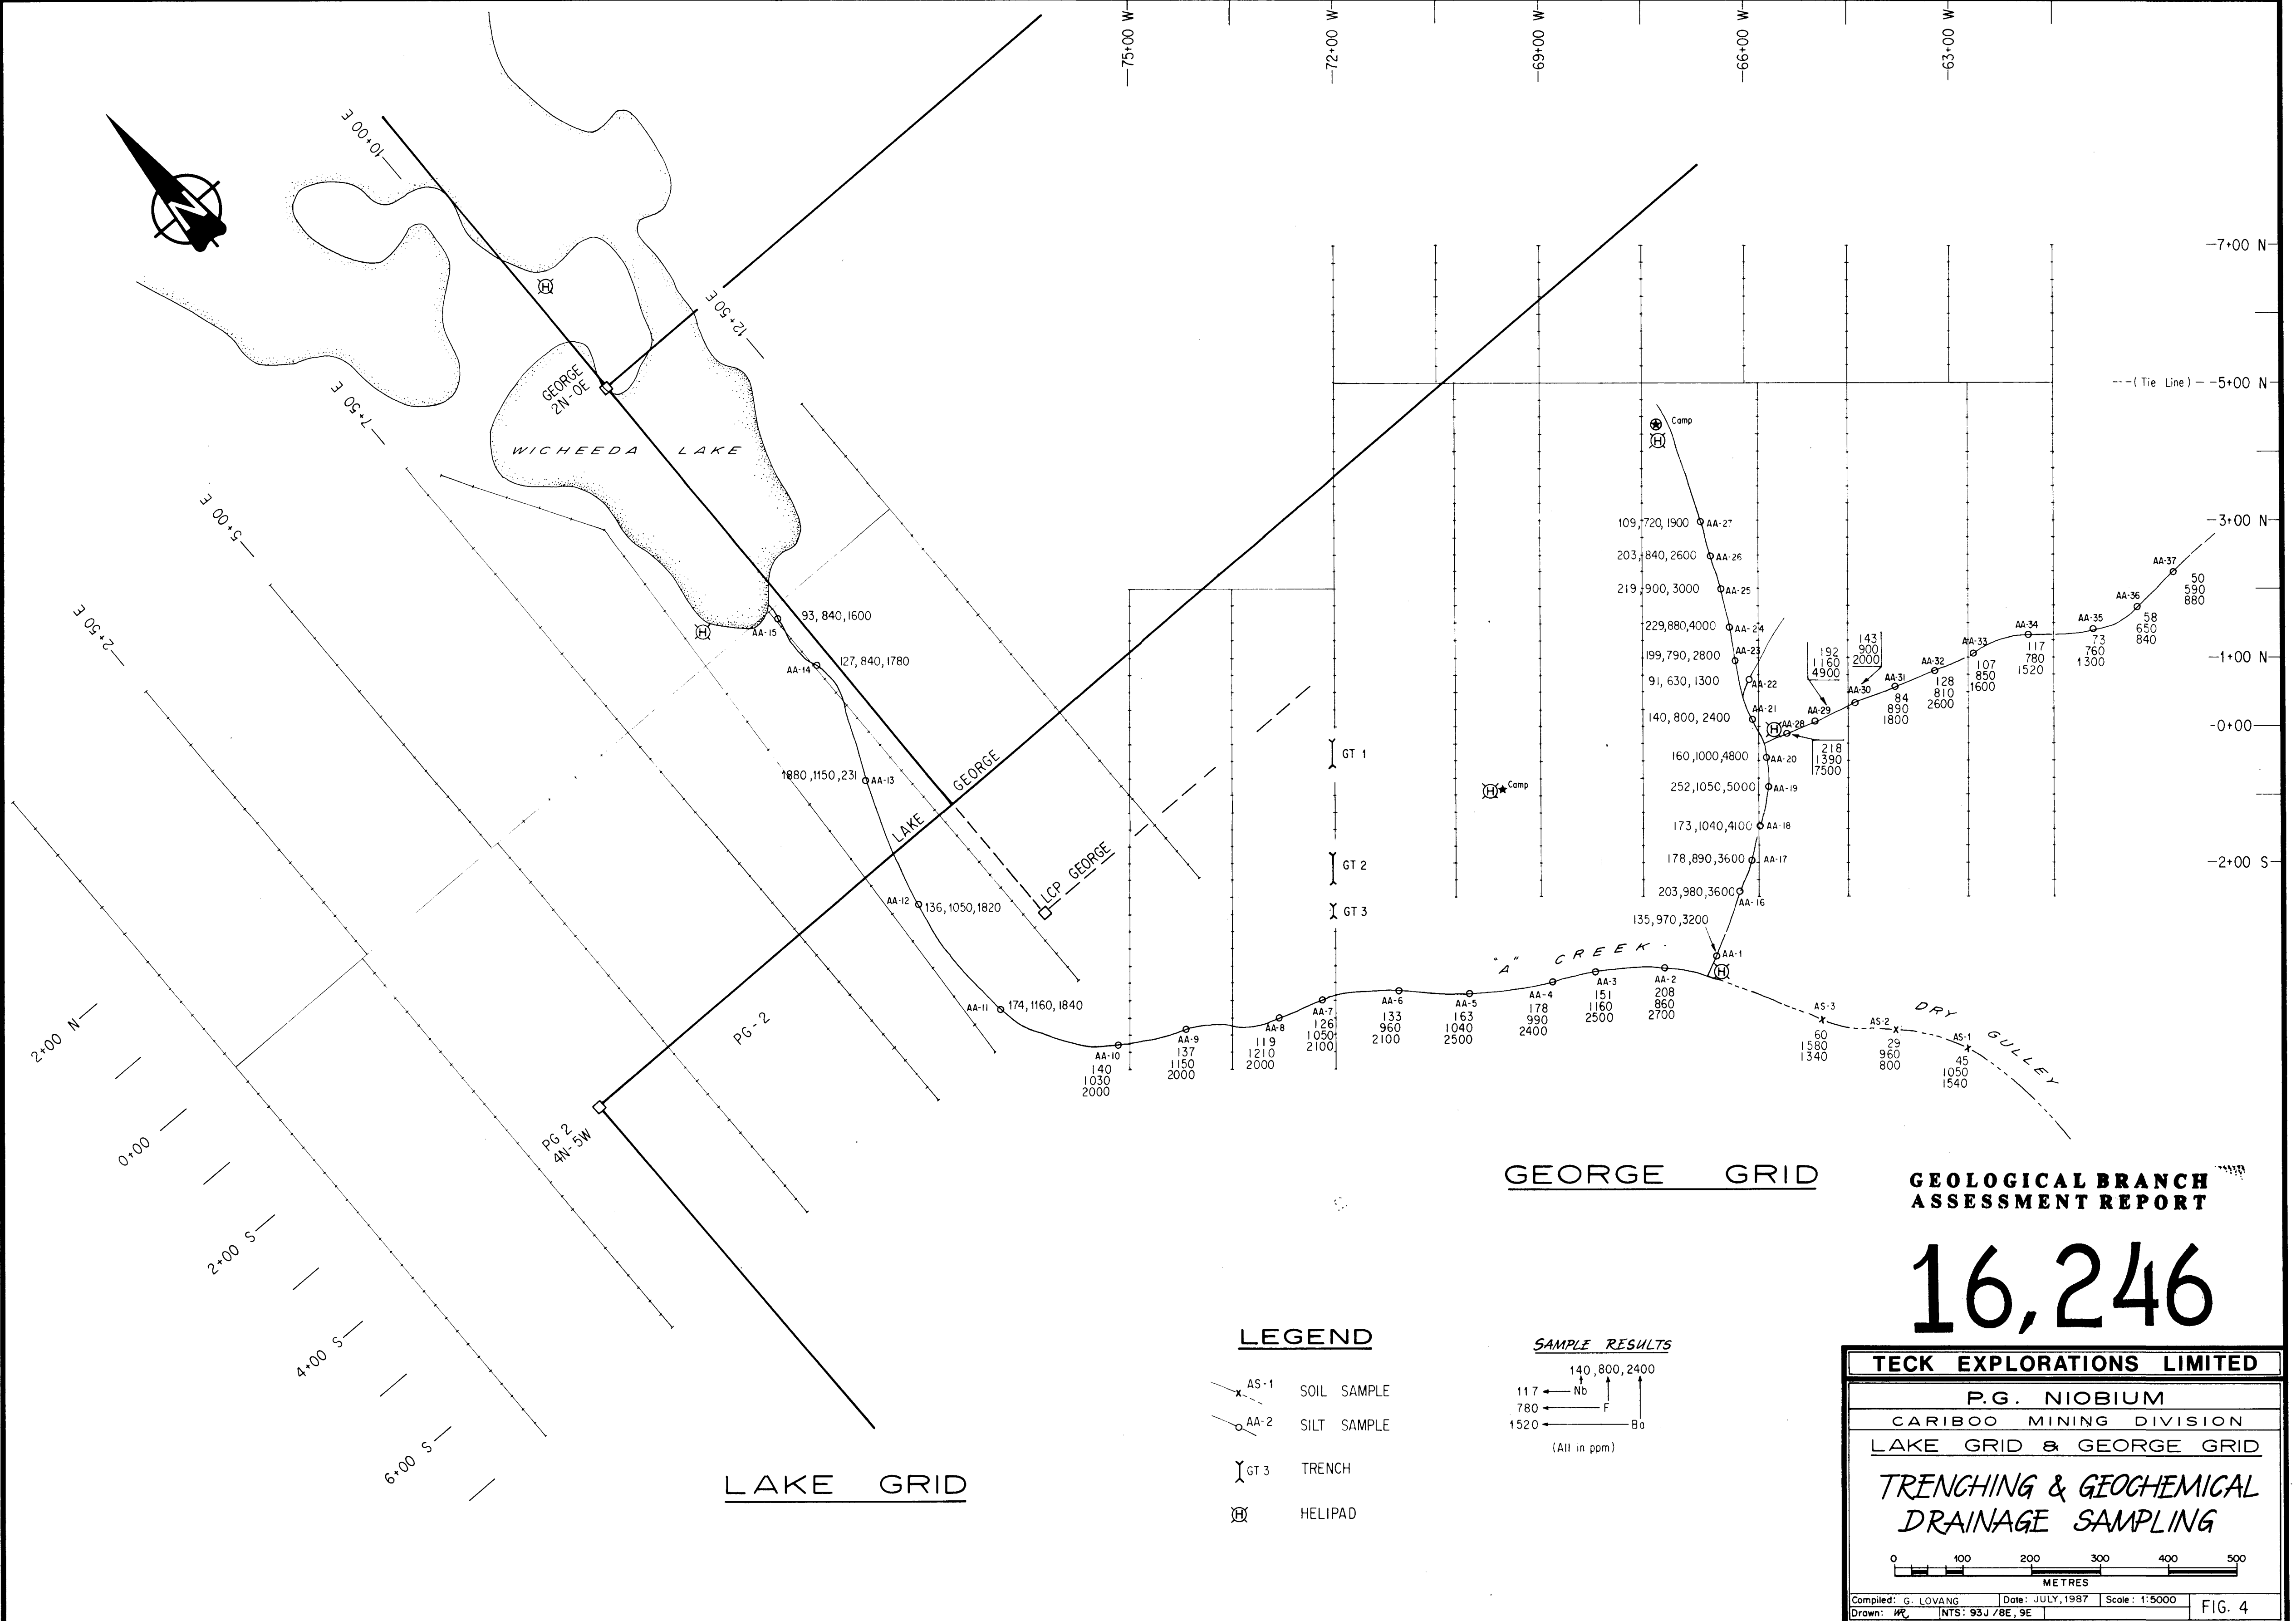 75+00 W
72+00 W
69+00 W
66+00 W
63+00 W
7+00 N
(Tie Line)
5+00 N
3+00 N
1+00 N
0+00
2+00 S
N
10+00 E
12+50 E
7+50 E
5+00 E
2+50 E
2+00 N
0+00
2+00 S
4+00 S
6+00 S
H
GEORGE
2N-0E
WICHEEDA LAKE
H
AA-15
93,840,1600
AA-14
127,840,1780
1880,1150,231
AA-13
GEORGE
LAKE
LCP GEORGE
AA-12
136,1050,1820
AA-11
174,1160,1840
PG-2
PG 2
4N-5W
GT 1
GT 2
GT 3
H
Camp
Camp
H
109,720,1900
AA-27
203,840,2600
AA-26
219,900,3000
AA-25
229,880,4000
AA-24
199,790,2800
AA-23
91,630,1300
AA-22
140,800,2400
AA-21
H
AA-28
218
1390
7500
192
1160
4900
AA-29
143
900
2000
AA-30
AA-31
84
890
1800
AA-32
128
810
2600
AA-33
107
850
1600
AA-34
117
780
1520
AA-35
73
760
1300
AA-36
58
650
840
AA-37
50
590
880
160,1000,4800
AA-20
252,1050,5000
AA-19
173,1040,4100
AA-18
178,890,3600
AA-17
203,980,3600
AA-16
135,970,3200
AA-1
H
"A" CREEK
AA-10
140
1030
2000
AA-9
137
1150
2000
AA-8
119
1210
2000
AA-7
126
1050
2100
AA-6
133
960
2100
AA-5
163
1040
2500
AA-4
178
990
2400
AA-3
151
1160
2500
AA-2
208
860
2700
AS-3
60
1580
1340
AS-2
29
960
800
AS-1
45
1050
1540
DRY GULLEY
GEORGE GRID
LAKE GRID
GEOLOGICAL BRANCH
ASSESSMENT REPORT
16,246
LEGEND
AS-1 SOIL SAMPLE
AA-2 SILT SAMPLE
GT 3 TRENCH
H HELIPAD
SAMPLE RESULTS
140,800,2400
117 Nb
780 F
1520 Ba
(All in ppm)
TECK EXPLORATIONS LIMITED
P.G. NIOBIUM
CARIBOO MINING DIVISION
LAKE GRID & GEORGE GRID
TRENCHING & GEOCHEMICAL
DRAINAGE SAMPLING
0 100 200 300 400 500
METRES
Compiled: G. LOVANG Date: JULY, 1987 Scale: 1:5000
Drawn: NTS: 93J/8E, 9E
FIG. 4